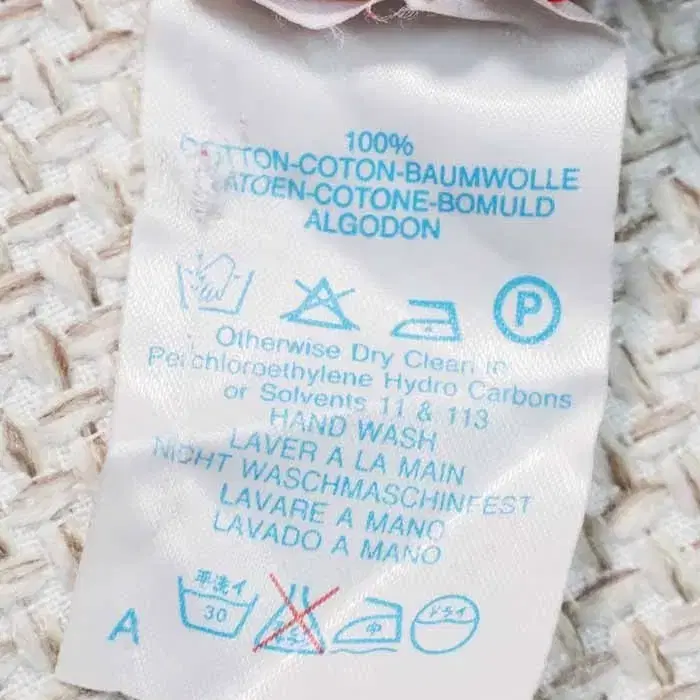 100%
COTTON-COTON-BAUMWOLLE
KATOEN-COTONE-BOMULD
ALGODON
P
Otherwise Dry Clean in
Perchloroethylene Hydro Carbons
or Solvents 11 & 113
HAND WASH
LAVER A LA MAIN
NICHT WASCHMASCHINFEST
LAVARE A MANO
LAVADO A MANO
手洗イ
30
中
ドライ
A